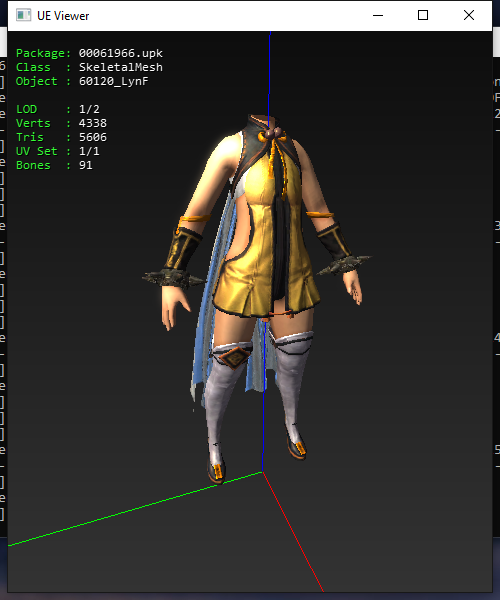 UE Viewer
Package: 00061966.upk
Class : SkeletalMesh
Object : 60120_LynF
LOD : 1/2
Verts : 4338
Tris : 5606
UV Set : 1/1
Bones : 91